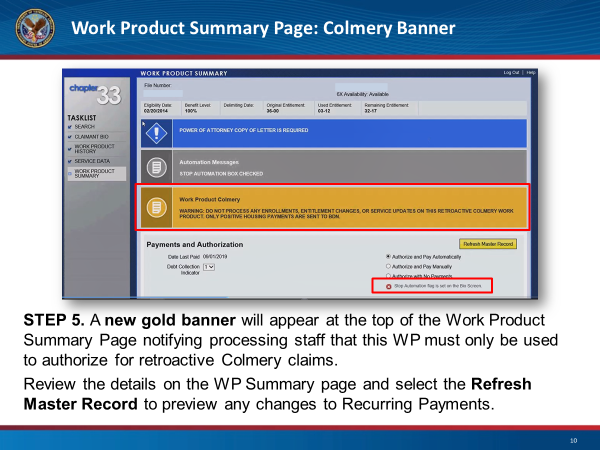 Work Product Summary Page: Colmery Banner
WORK PRODUCT SUMMARY
Log Out | Help
chapter 33
File Number:
6X Availability: Available
Eligibility Date: Benefit Level: Delimiting Date: Original Entitlement: Used Entitlement: Remaining Entitlement:
02/20/2014 100% 36-00 03-12 32-17
TASKLIST
SEARCH
CLAIMANT BIO
WORK PRODUCT
HISTORY
SERVICE DATA
WORK PRODUCT
SUMMARY
POWER OF ATTORNEY COPY OF LETTER IS REQUIRED
Automation Messages
STOP AUTOMATION BOX CHECKED
Work Product Colmery
WARNING: DO NOT PROCESS ANY ENROLLMENTS, ENTITLEMENT CHANGES, OR SERVICE UPDATES ON THIS RETROACTIVE COLMERY WORK
PRODUCT. ONLY POSITIVE HOUSING PAYMENTS ARE SENT TO BDN.
Payments and Authorization
Refresh Master Record
Date Last Paid 09/01/2019
Authorize and Pay Automatically
Debt Collection 1
Indicator
Authorize and Pay Manually
Authorize with No Payments
Stop Automation flag is set on the Bio Screen.
STEP 5. A new gold banner will appear at the top of the Work Product
Summary Page notifying processing staff that this WP must only be used
to authorize for retroactive Colmery claims.
Review the details on the WP Summary page and select the Refresh
Master Record to preview any changes to Recurring Payments.
10